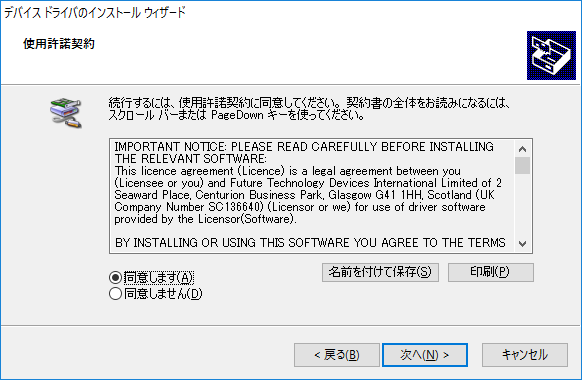 デバイス ドライバのインストール ウィザード
使用許諾契約
続行するには、使用許諾契約に同意してください。契約書の全体をお読みになるには、
スクロール バーまたは PageDown キーを使ってください。
IMPORTANT NOTICE: PLEASE READ CAREFULLY BEFORE INSTALLING
THE RELEVANT SOFTWARE:
This licence agreement (Licence) is a legal agreement between you
(Licensee or you) and Future Technology Devices International Limited of 2
Seaward Place, Centurion Business Park, Glasgow G41 1HH, Scotland (UK
Company Number SC136640) (Licensor or we) for use of driver software
provided by the Licensor(Software).
BY INSTALLING OR USING THIS SOFTWARE YOU AGREE TO THE TERMS
同意します(A)
同意しません(D)
名前を付けて保存(S)
印刷(P)
< 戻る(B)
次へ(N) >
キャンセル